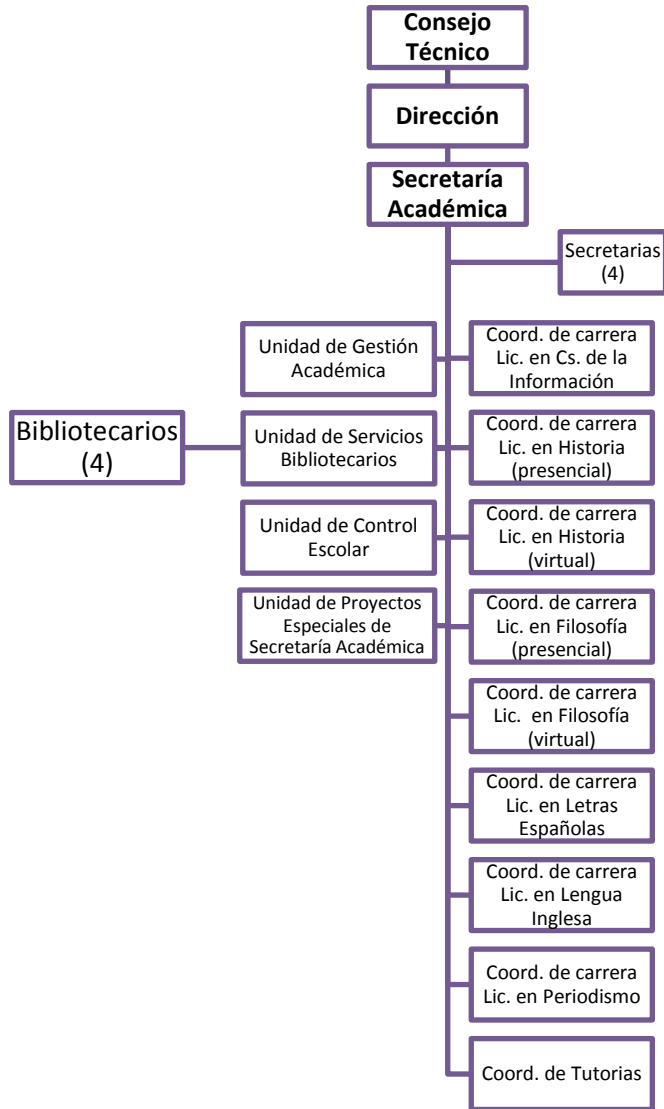 Consejo
Técnico
Dirección
Secretaría
Académica
Secretarias
(4)
Unidad de Gestión
Académica
Coord. de carrera
Lic. en Cs. de la
Información
Bibliotecarios
(4)
Unidad de Servicios
Bibliotecarios
Coord. de carrera
Lic. en Historia
(presencial)
Unidad de Control
Escolar
Coord. de carrera
Lic. en Historia
(virtual)
Unidad de Proyectos
Especiales de
Secretaría Académica
Coord. de carrera
Lic. en Filosofía
(presencial)
Coord. de carrera
Lic. en Filosofía
(virtual)
Coord. de carrera
Lic. en Letras
Españolas
Coord. de carrera
Lic. en Lengua
Inglesa
Coord. de carrera
Lic. en Periodismo
Coord. de Tutorias